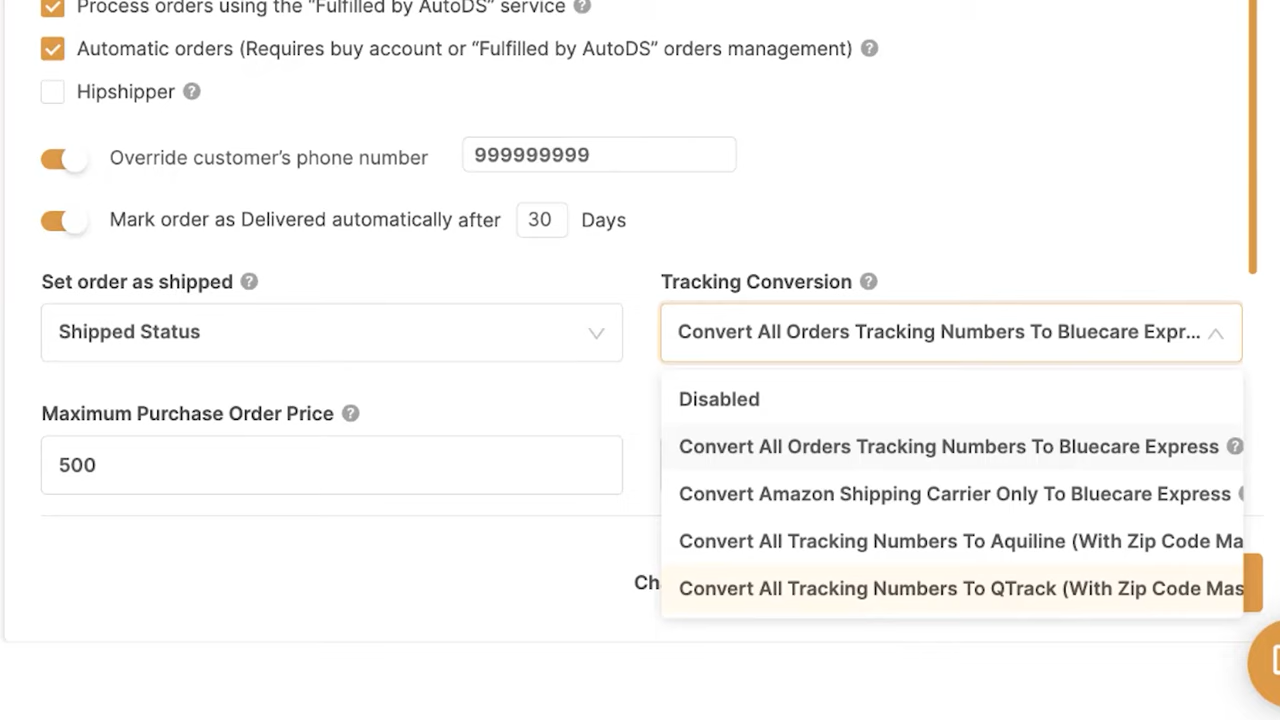 Process orders using the “Fulfilled by AutoDS” service ?
Automatic orders (Requires buy account or “Fulfilled by AutoDS” orders management) ?
Hipshipper ?
Override customer’s phone number 999999999
Mark order as Delivered automatically after 30 Days
Set order as shipped ?
Shipped Status
Tracking Conversion ?
Convert All Orders Tracking Numbers To Bluecare Expr...
Maximum Purchase Order Price ?
500
Disabled
Convert All Orders Tracking Numbers To Bluecare Express ?
Convert Amazon Shipping Carrier Only To Bluecare Express
Convert All Tracking Numbers To Aquiline (With Zip Code Ma
Convert All Tracking Numbers To QTrack (With Zip Code Mas
Ch